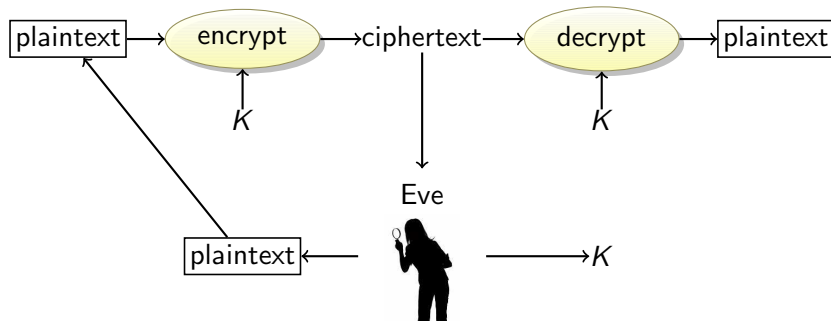 plaintext encrypt ciphertext decrypt plaintext
K K
Eve
plaintext K